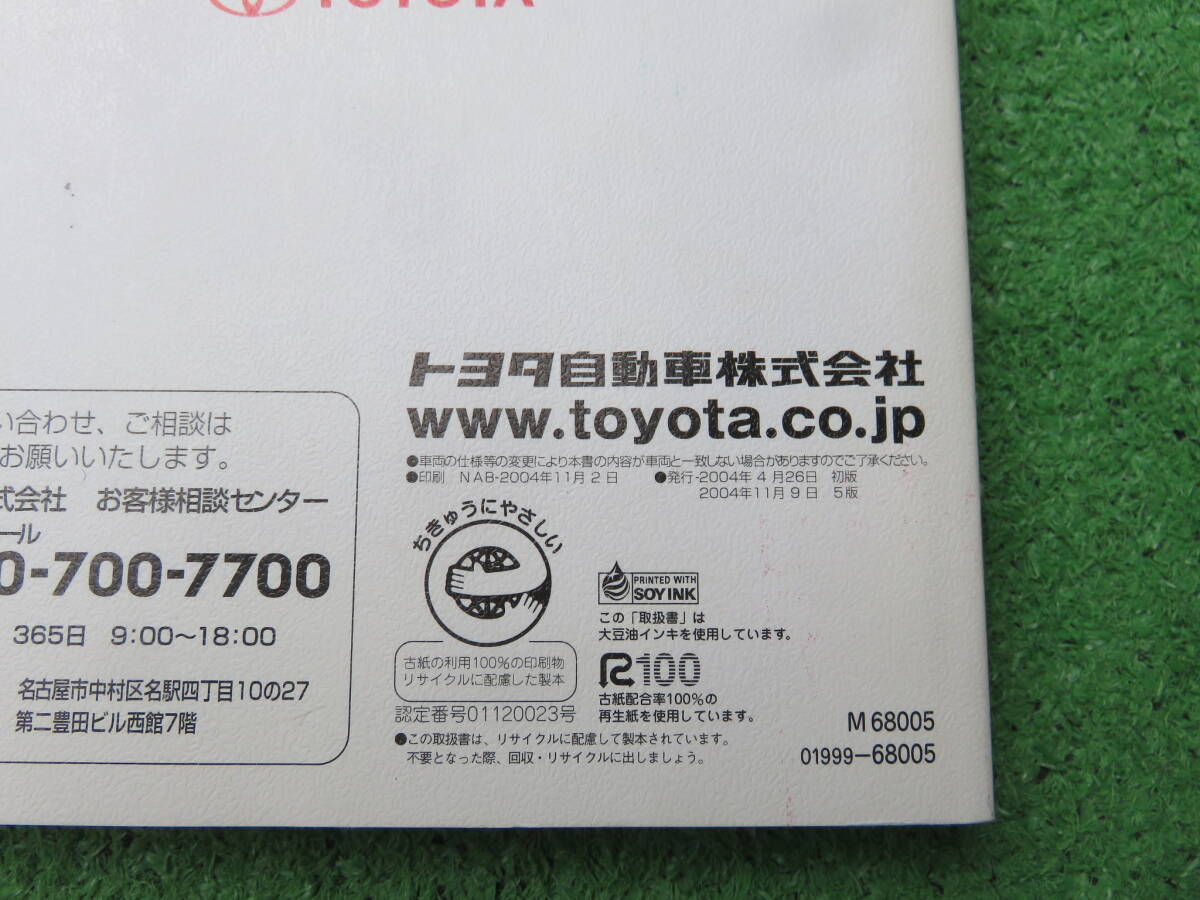 TOYOTA
い合わせ、ご相談は
お願いいたします。
式会社 お客様相談センター
ール
0-700-7700
365日 9:00〜18:00
名古屋市中村区名駅四丁目10の27
第二豊田ビル西館7階
トヨタ自動車株式会社
www.toyota.co.jp
●車両の仕様等の変更により本書の内容が車両と一致しない場合がありますのでご了承ください。
●印刷 NAB-2004年11月2日 ●発行-2004年4月26日 初版
2004年11月9日 5版
ちきゅうにやさしい
古紙の利用100%の印刷物
リサイクルに配慮した製本
認定番号01120023号
PRINTED WITH
SOY INK
この「取扱書」は
大豆油インキを使用しています。
R100
古紙配合率100%の
再生紙を使用しています。
●この取扱書は、リサイクルに配慮して製本されています。
不要となった際、回収・リサイクルに出しましょう。
M 68005
01999-68005